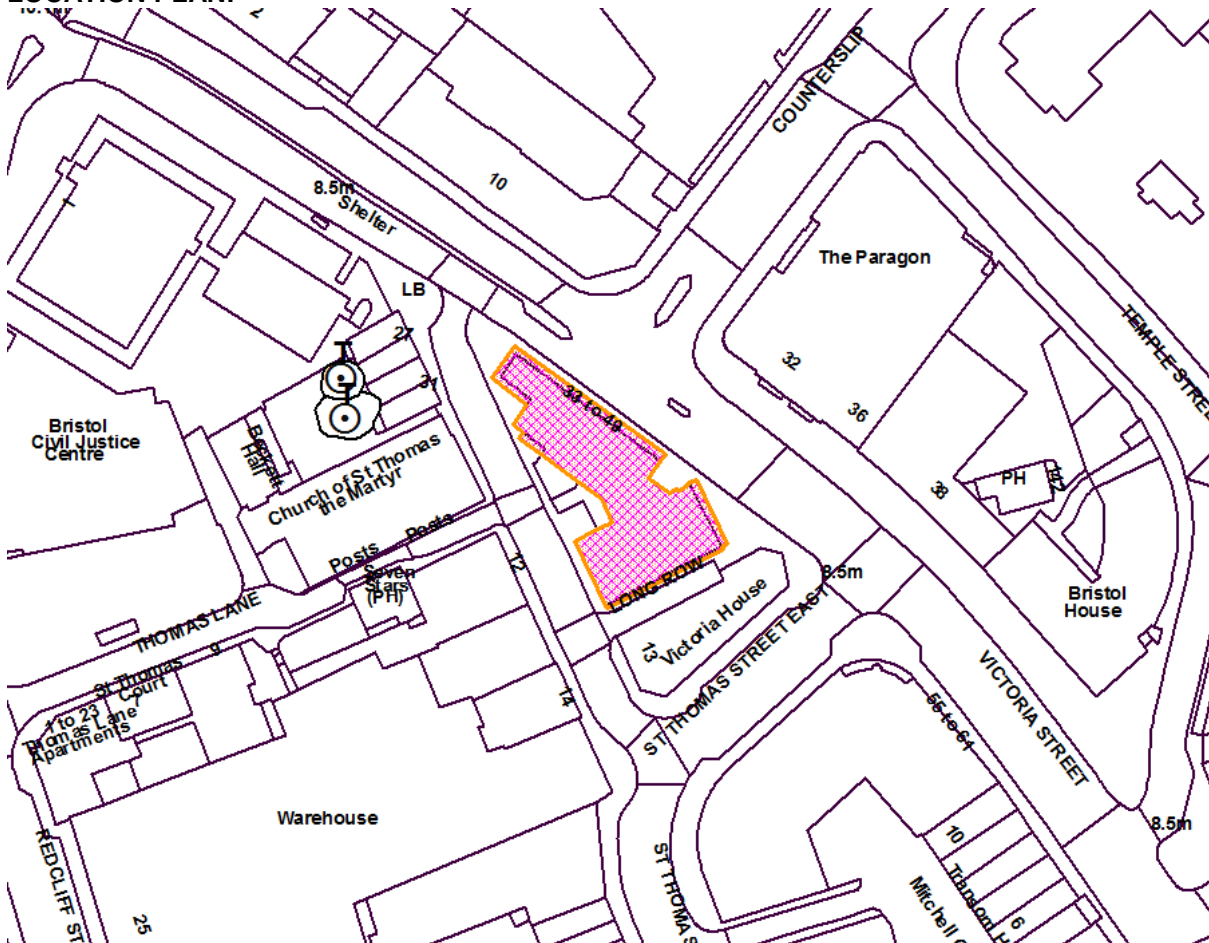 LOCATION PLAN:
2
COUNTERSLIP
10
8.5m
Shelter
1
The Paragon
LB
27
TEMPLE STREET
T
31
T
32
33 to 49
36
Bristol
Civil Justice
Centre
Beckett
Hall
Church of St Thomas
the Martyr
38
PH
142
Posts
Posts
12
Seven
Stars
(PH)
LONG ROW
8.5m
Bristol
House
THOMAS LANE
13
Victoria House
ST THOMAS STREET EAST
9
St Thomas
Court
7
1 to 23
Thomas Lane
Apartments
14
VICTORIA STREET
55 to 61
Warehouse
8.5m
10
REDCLIFF ST
ST THOMAS
Transom H
Mitchell C
6
25